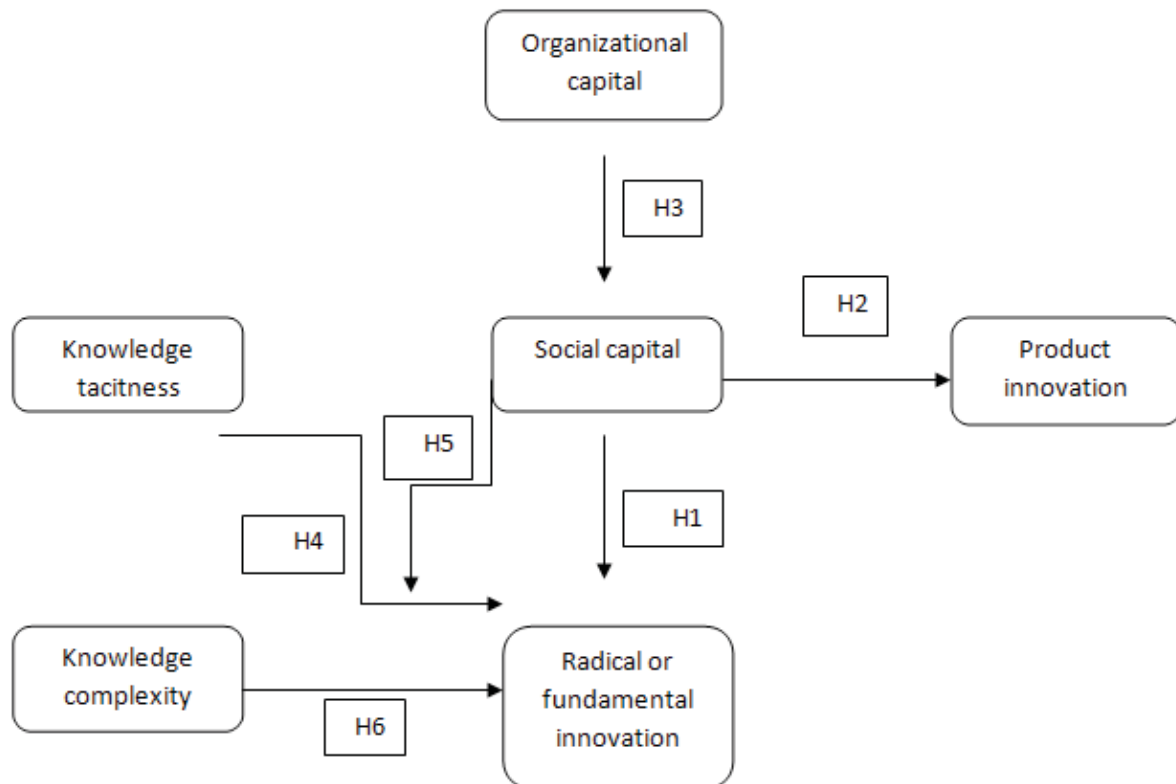 Organizational
capital
H3
H2
Knowledge
tacitness
Social capital
Product
innovation
H5
H4
H1
Knowledge
complexity
Radical or
fundamental
innovation
H6